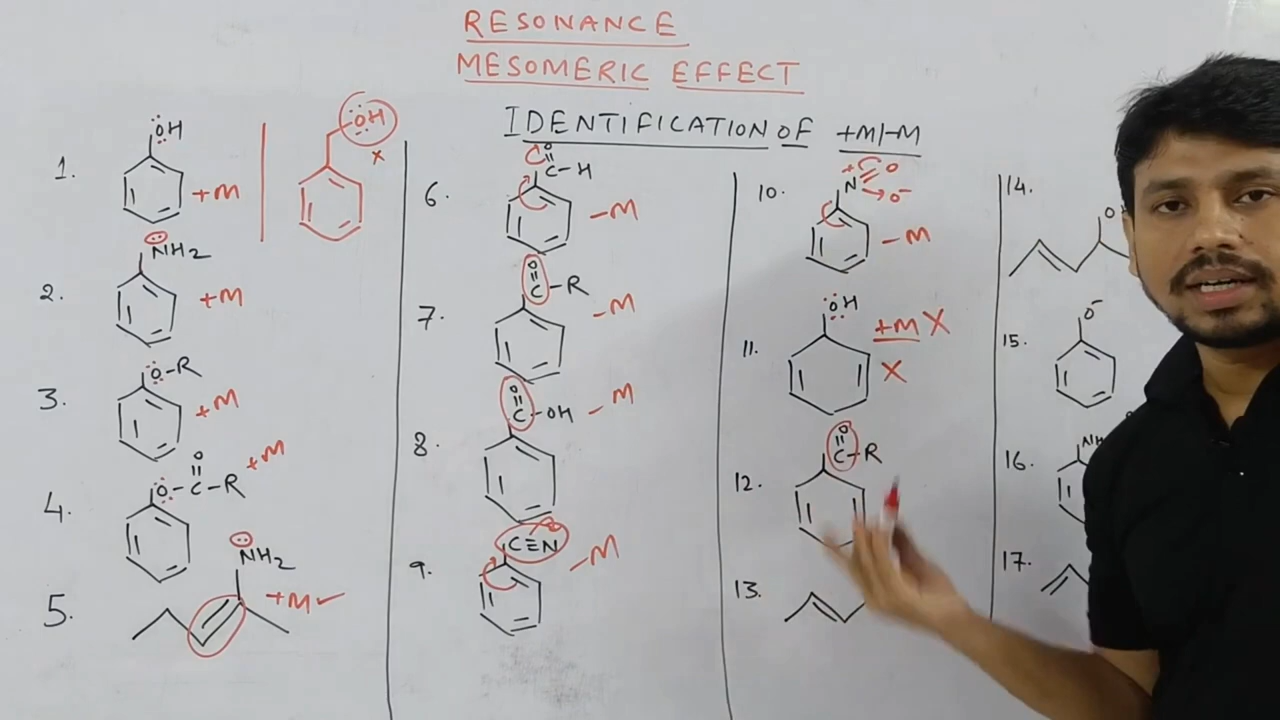 RESONANCE
MESOMERIC EFFECT
IDENTIFICATION OF +M/-M
1.
ÖH
+M
OH
x
2.
NH2
+M
3.
O-R
+M
4.
O-C-R
O
+M
5.
NH2
+M ✓
6.
O
C-H
-M
7.
O
C-R
-M
8.
O
C-OH
-M
9.
C≡N
-M
10.
+
N
O
O-
-M
11.
OH
+M X
X
12.
O
C-R
13.
14.
O
15.
O-
16.
17.